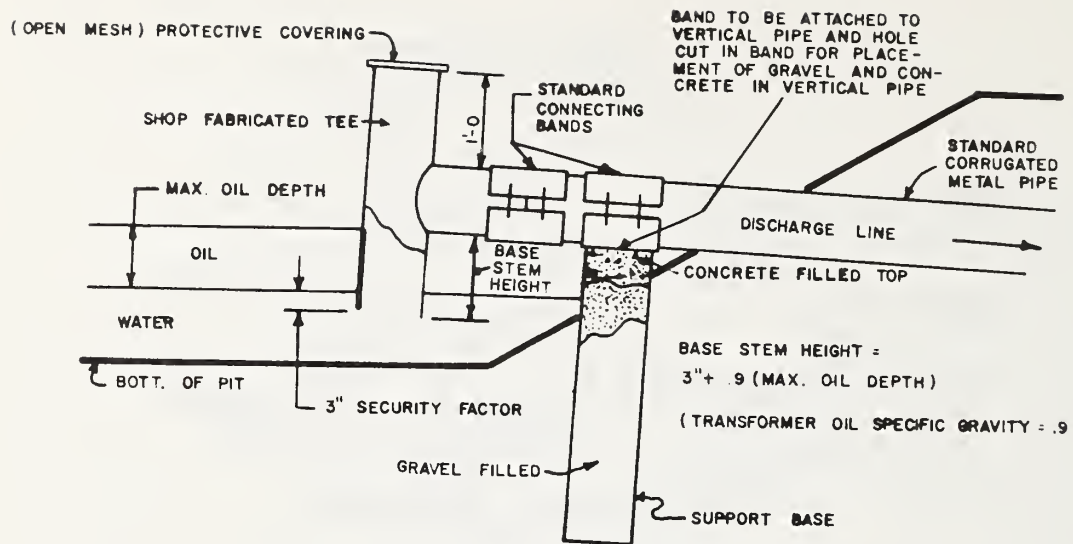 (OPEN MESH) PROTECTIVE COVERING
BAND TO BE ATTACHED TO
VERTICAL PIPE AND HOLE
CUT IN BAND FOR PLACE-
MENT OF GRAVEL AND CON-
CRETE IN VERTICAL PIPE
STANDARD
CONNECTING
BANDS
SHOP FABRICATED TEE
1'-0
STANDARD
CORRUGATED
METAL PIPE
MAX. OIL DEPTH
DISCHARGE LINE
OIL
BASE
STEM
HEIGHT
CONCRETE FILLED TOP
WATER
BASE STEM HEIGHT =
3"+ .9 (MAX. OIL DEPTH)
BOTT. OF PIT
3" SECURITY FACTOR
(TRANSFORMER OIL SPECIFIC GRAVITY = .9
GRAVEL FILLED
SUPPORT BASE